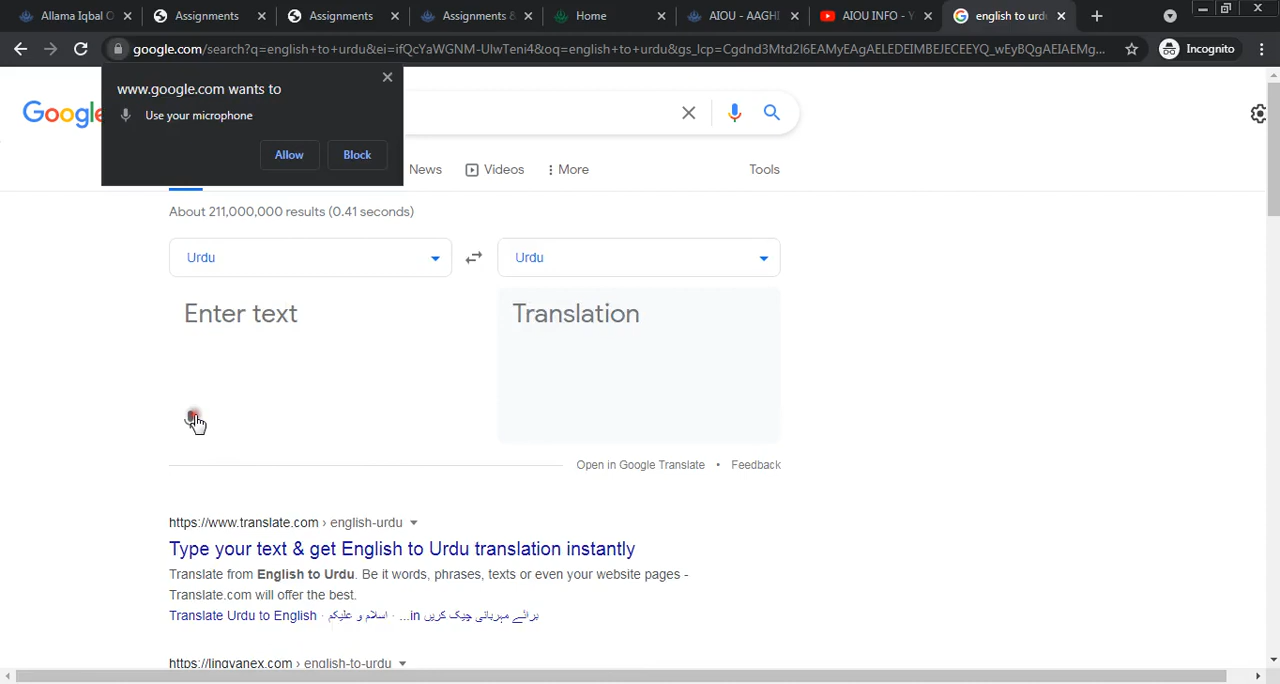 Allama Iqbal O
Assignments
Assignments
Assignments &
Home
AIOU - AAGHI
AIOU INFO - Y
english to urdu
google.com/search?q=english+to+urdu&ei=ifQcYaWGNM-UlwTeni4&oq=english+to+urdu&gs_lcp=Cgdnd3Mtd2l6EAMyEAgAELEDEIMBEJECEEYQ_wEyBQgAEIAEMg...
Incognito
www.google.com wants to
Use your microphone
Allow
Block
Google
News
Videos
More
Tools
About 211,000,000 results (0.41 seconds)
Urdu
Urdu
Enter text
Translation
Open in Google Translate • Feedback
https://www.translate.com › english-urdu
Type your text & get English to Urdu translation instantly
Translate from English to Urdu. Be it words, phrases, texts or even your website pages -
Translate.com will offer the best.
Translate Urdu to English · اسلام و علیکم · ...in برائے مہربانی چیک کریں
https://lingvanex.com › english-to-urdu